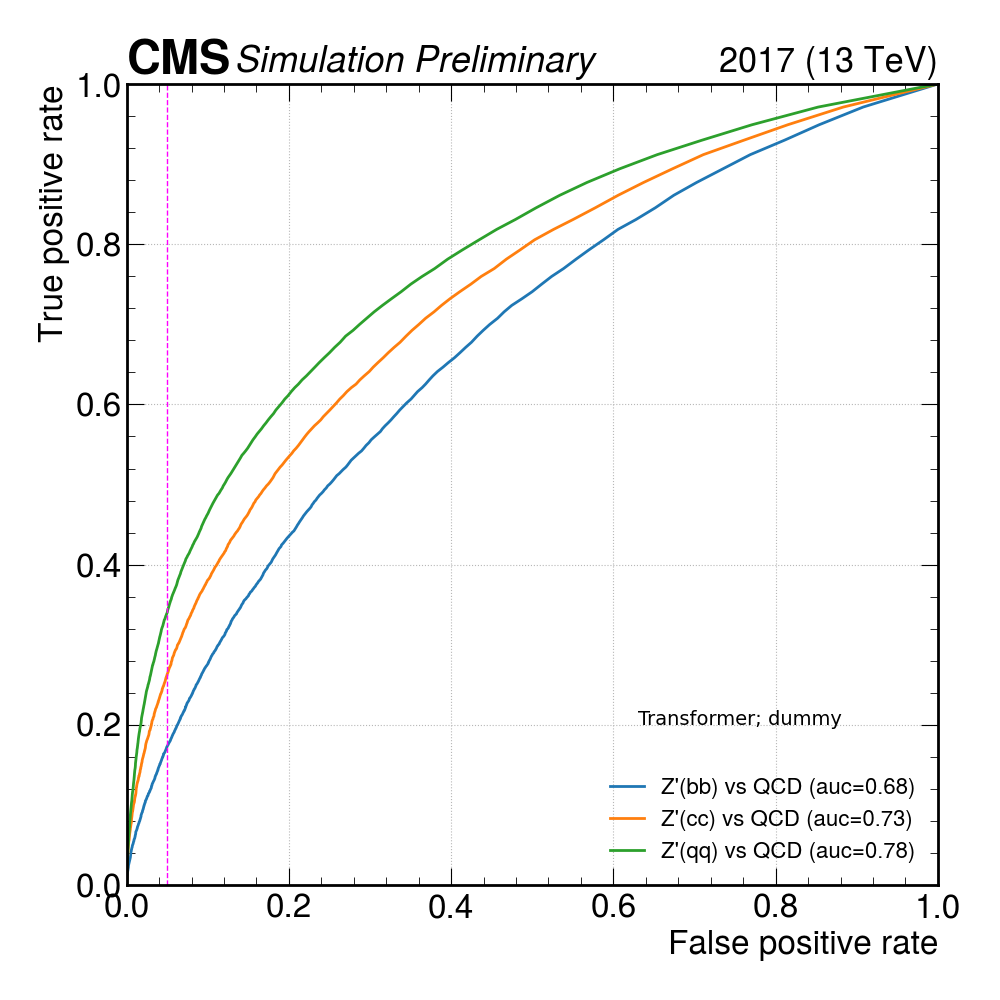 CMS Simulation Preliminary 2017 (13 TeV)
True positive rate
1.0
0.8
0.6
0.4
0.2
0.0
Transformer; dummy
Z'(bb) vs QCD (auc=0.68)
Z'(cc) vs QCD (auc=0.73)
Z'(qq) vs QCD (auc=0.78)
0.0 0.2 0.4 0.6 0.8 1.0
False positive rate